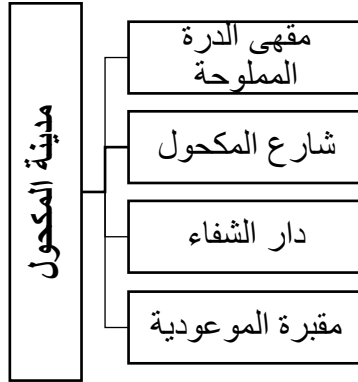 مدينة المكحول
مقهى الدرة
المملوحة
شارع المكحول
دار الشفاء
مقبرة الموعودية